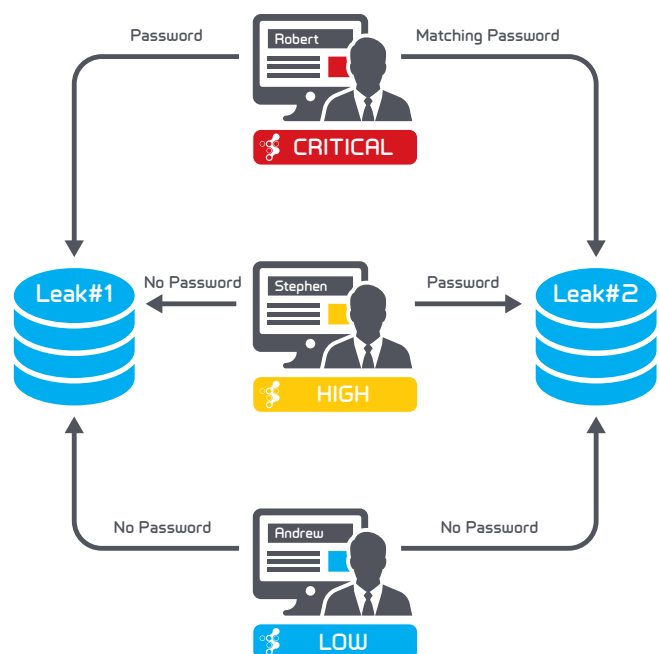 Password
Robert
Matching Password
CRITICAL
Leak#1
No Password
Stephen
Password
Leak#2
HIGH
No Password
Andrew
No Password
LOW